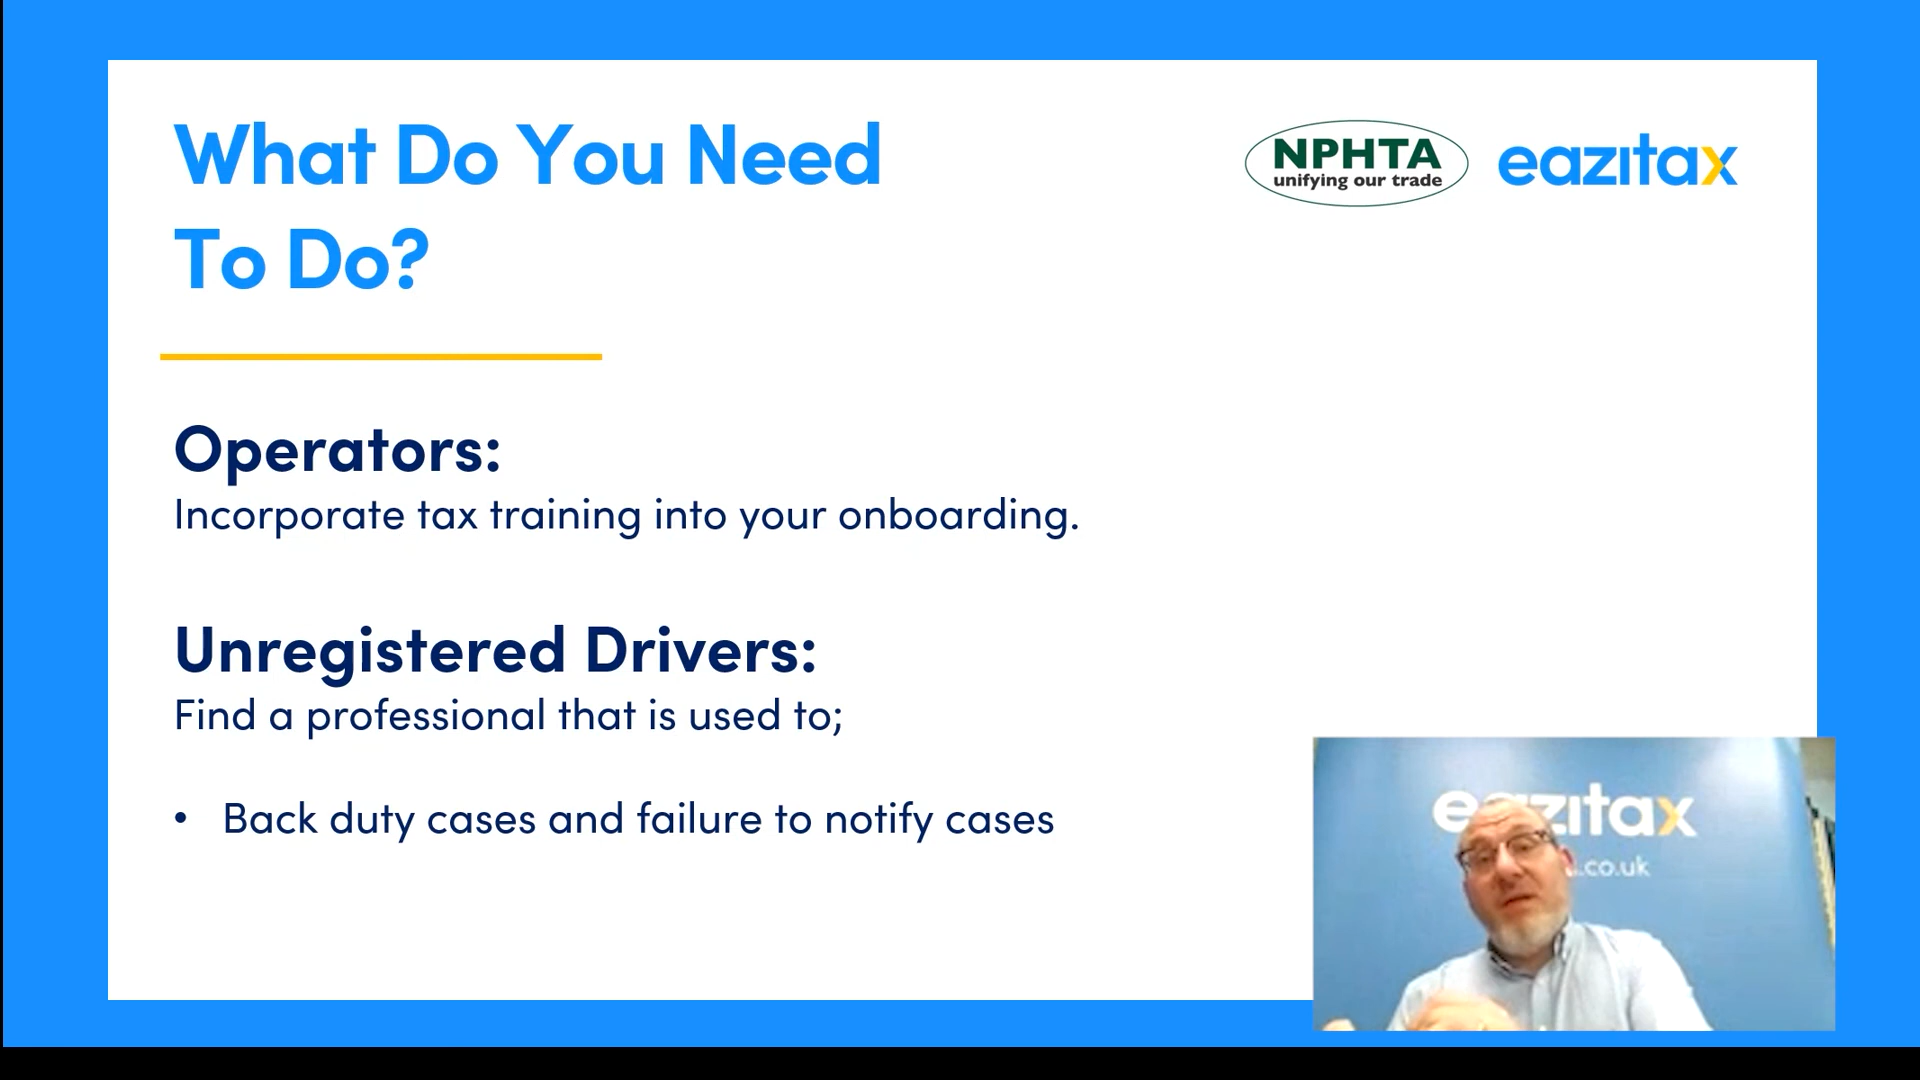 What Do You Need
To Do?
NPHTA
unifying our trade
eazitax
Operators:
Incorporate tax training into your onboarding.
Unregistered Drivers:
Find a professional that is used to;
• Back duty cases and failure to notify cases
eazitax
.co.uk